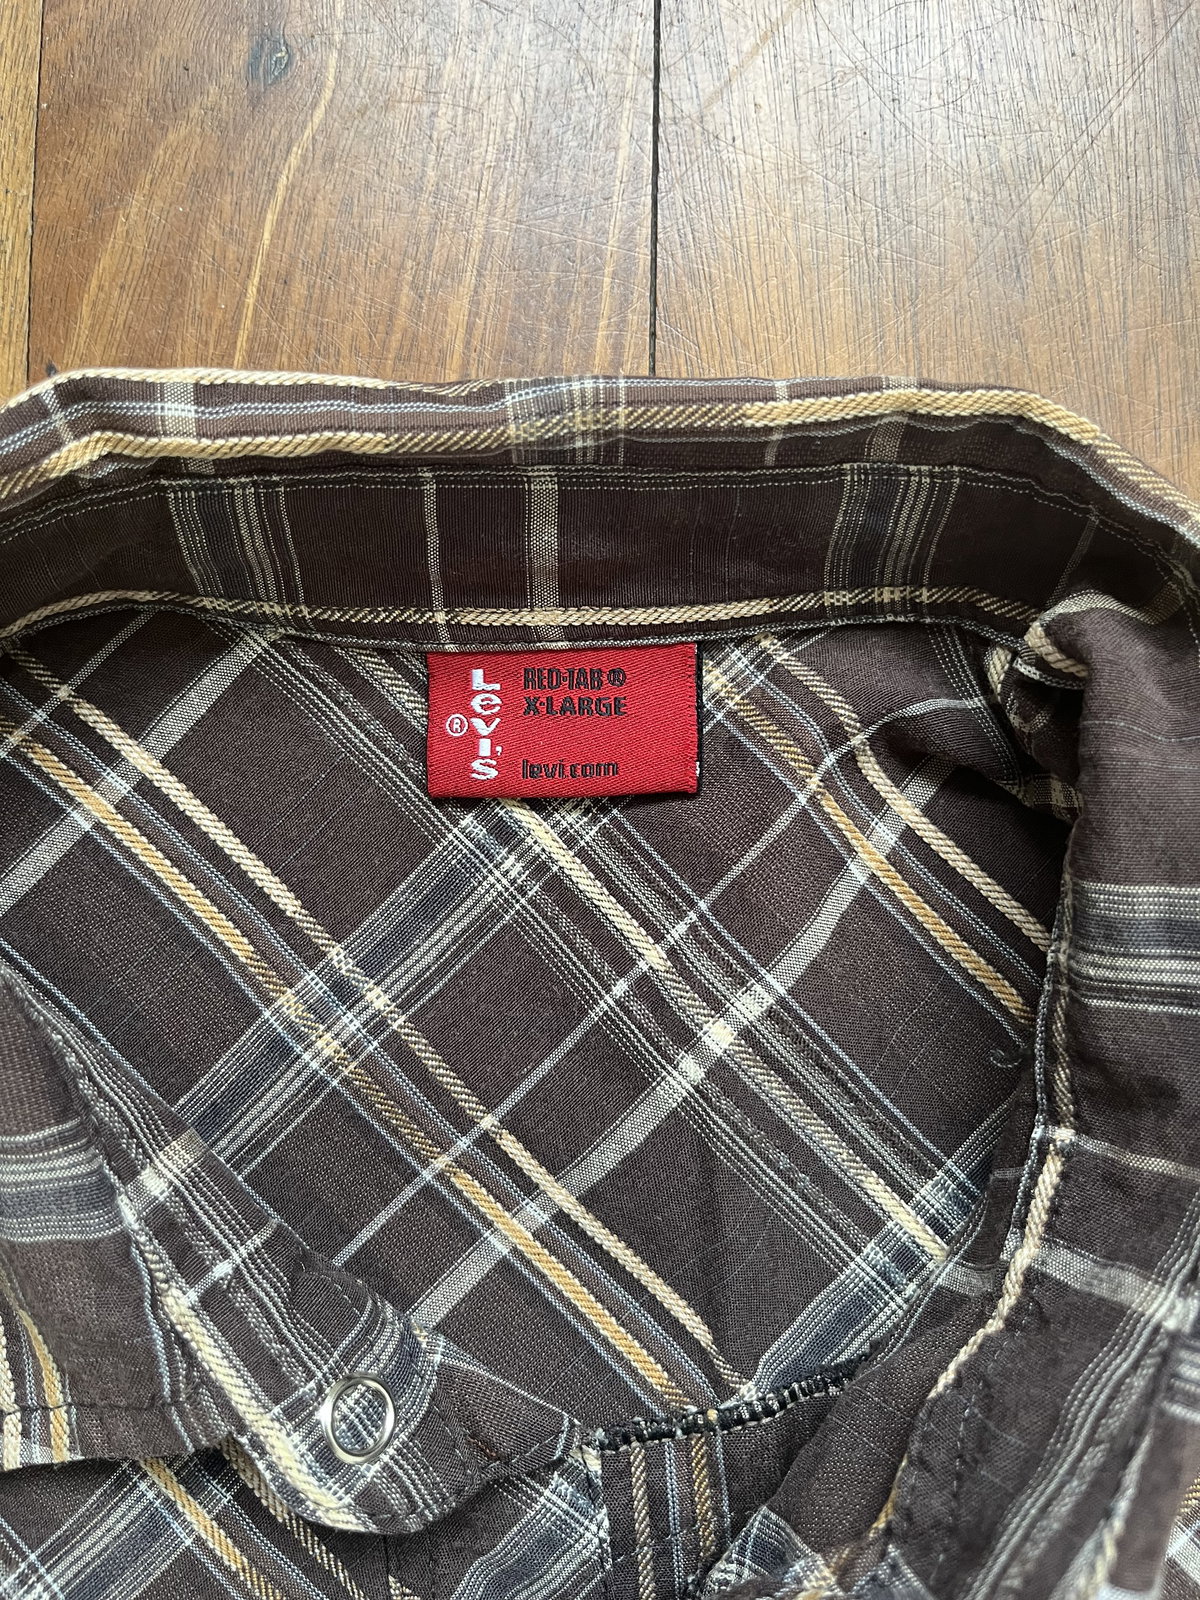 Levi's
®
RED·TAB®
X·LARGE
levi.com